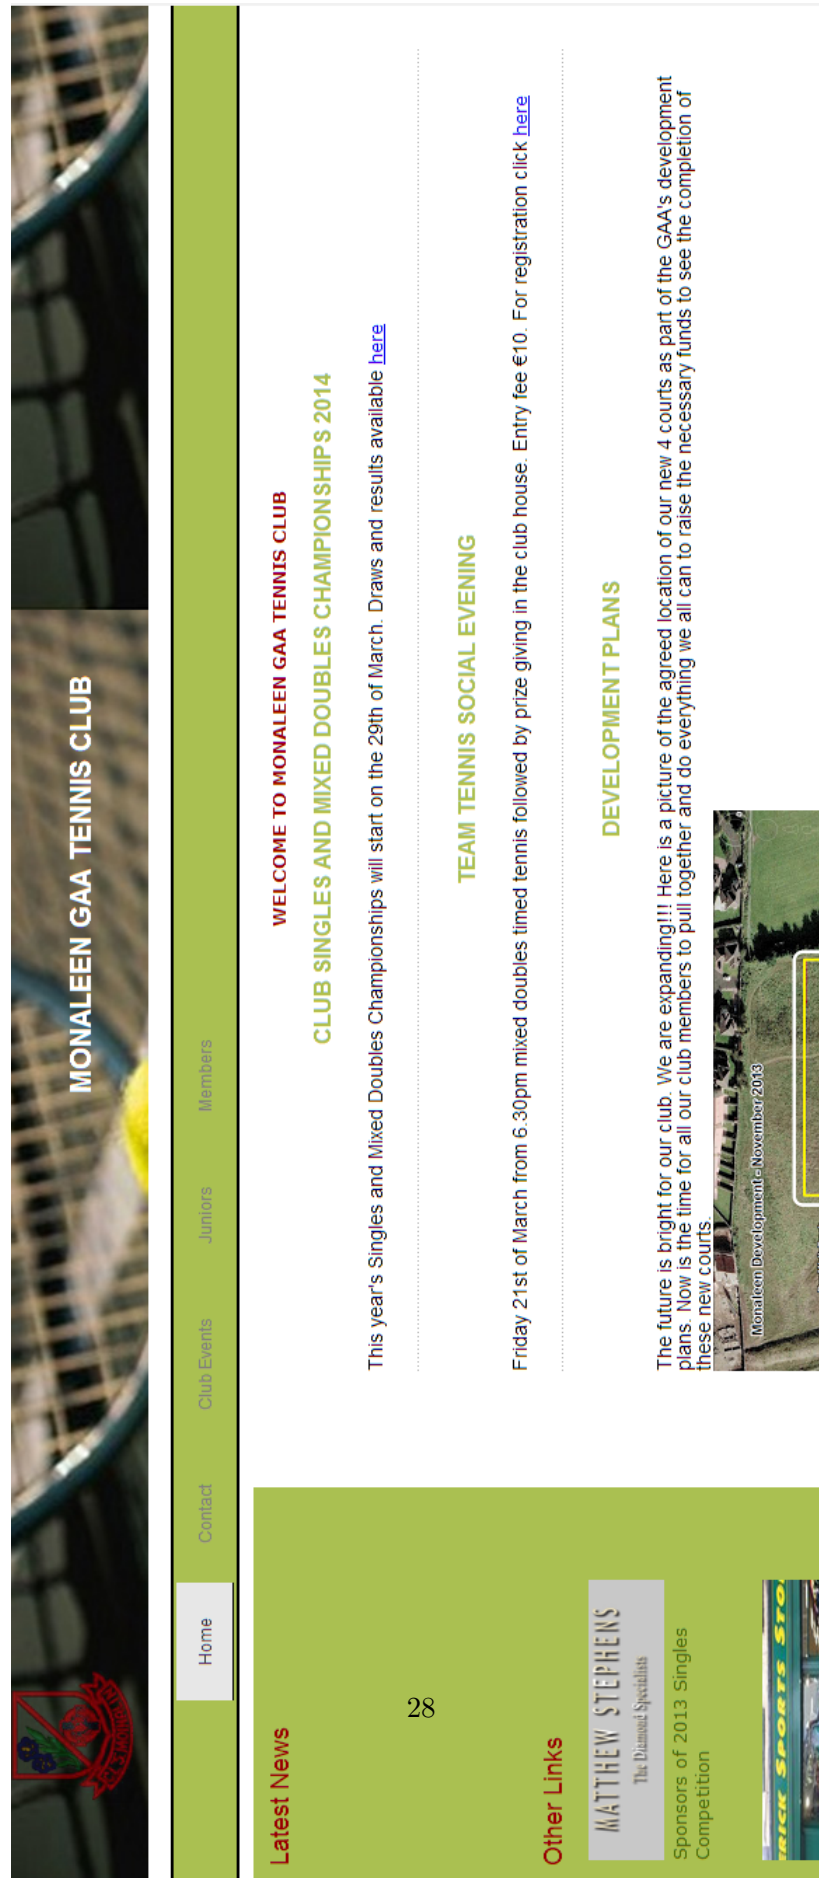 MONALEEN GAA TENNIS CLUB
Home
Contact
Club Events
Juniors
Members
Latest News
Other Links
MATTHEW STEPHENS
The Diamond Specialists
Sponsors of 2013 Singles
Competition
TRICK SPORTS STO
WELCOME TO MONALEEN GAA TENNIS CLUB
CLUB SINGLES AND MIXED DOUBLES CHAMPIONSHIPS 2014
This year's Singles and Mixed Doubles Championships will start on the 29th of March. Draws and results available here
TEAM TENNIS SOCIAL EVENING
Friday 21st of March from 6.30pm mixed doubles timed tennis followed by prize giving in the club house. Entry fee €10. For registration click here
DEVELOPMENT PLANS
The future is bright for our club. We are expanding!!! Here is a picture of the agreed location of our new 4 courts as part of the GAA's development
plans. Now is the time for all our club members to pull together and do everything we all can to raise the necessary funds to see the completion of
these new courts.
Monaleen Development - November 2013
28